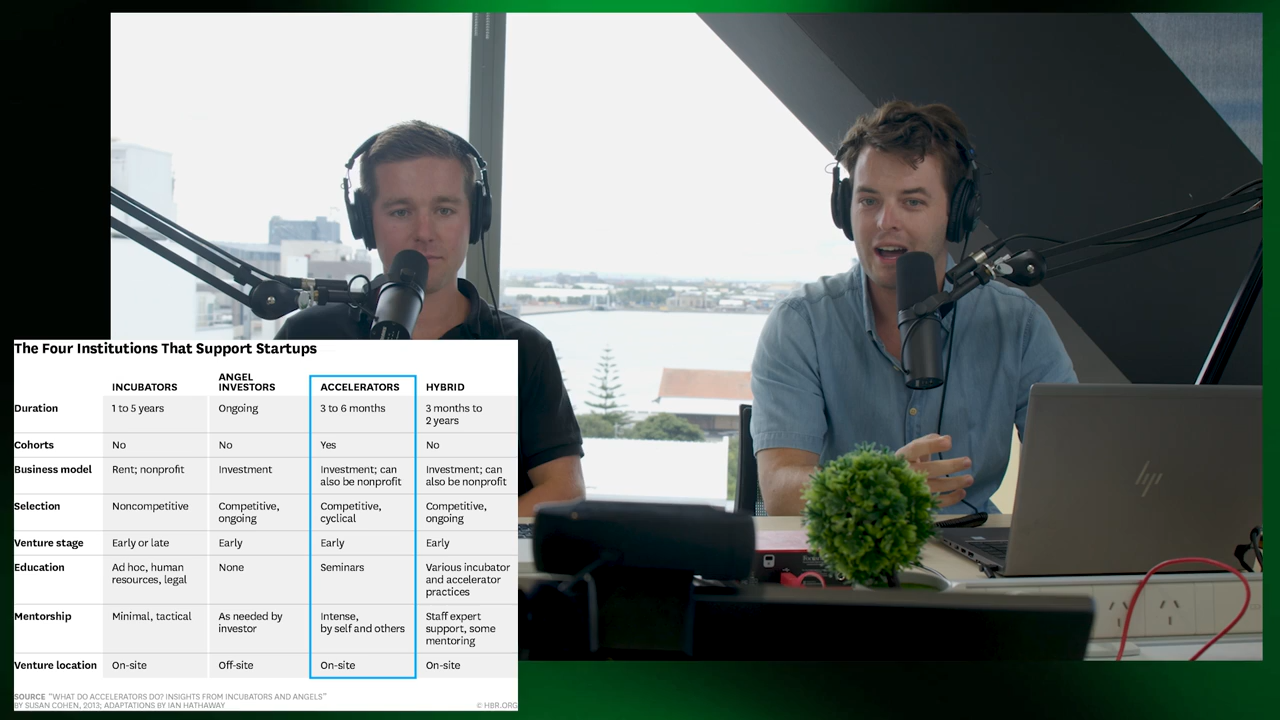 The Four Institutions That Support Startups
INCUBATORS
ANGEL
INVESTORS
ACCELERATORS
HYBRID
Duration
1 to 5 years
Ongoing
3 to 6 months
3 months to
2 years
Cohorts
No
No
Yes
No
Business model
Rent; nonprofit
Investment
Investment; can
also be nonprofit
Investment; can
also be nonprofit
Selection
Noncompetitive
Competitive,
ongoing
Competitive,
cyclical
Competitive,
ongoing
Venture stage
Early or late
Early
Early
Early
Education
Ad hoc, human
resources, legal
None
Seminars
Various incubator
and accelerator
practices
Mentorship
Minimal, tactical
As needed by
investor
Intense,
by self and others
Staff expert
support, some
mentoring
Venture location
On-site
Off-site
On-site
On-site
SOURCE "WHAT DO ACCELERATORS DO? INSIGHTS FROM INCUBATORS AND ANGELS"
BY SUSAN COHEN, 2013; ADAPTATIONS BY IAN HATHAWAY
© HBR.ORG
hp